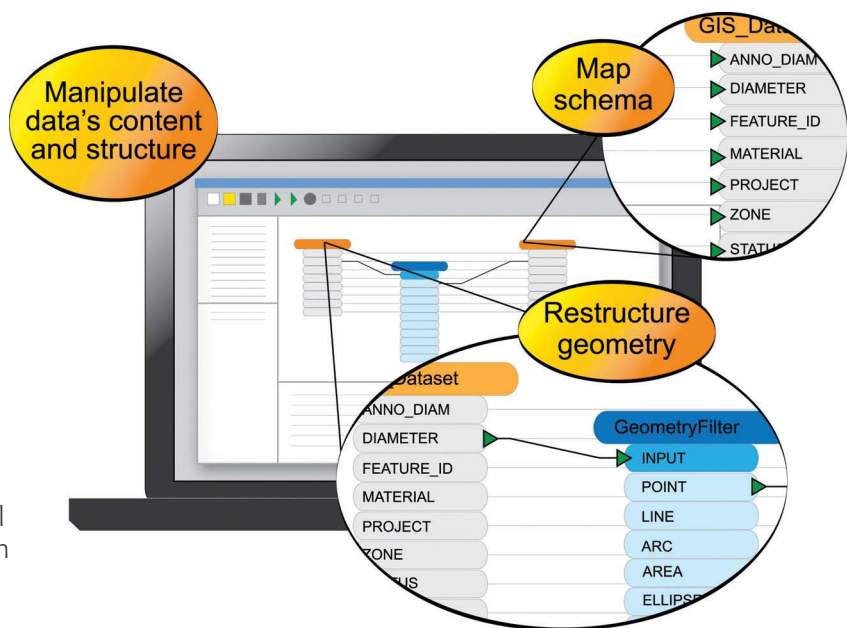 Manipulate
data's content
and structure
Map
schema
ANNO_DIAM
DIAMETER
FEATURE_ID
MATERIAL
PROJECT
ZONE
Restructure
geometry
Dataset
ANNO_DIAM
DIAMETER
FEATURE_ID
MATERIAL
PROJECT
ZONE
GeometryFilter
INPUT
POINT
LINE
ARC
AREA